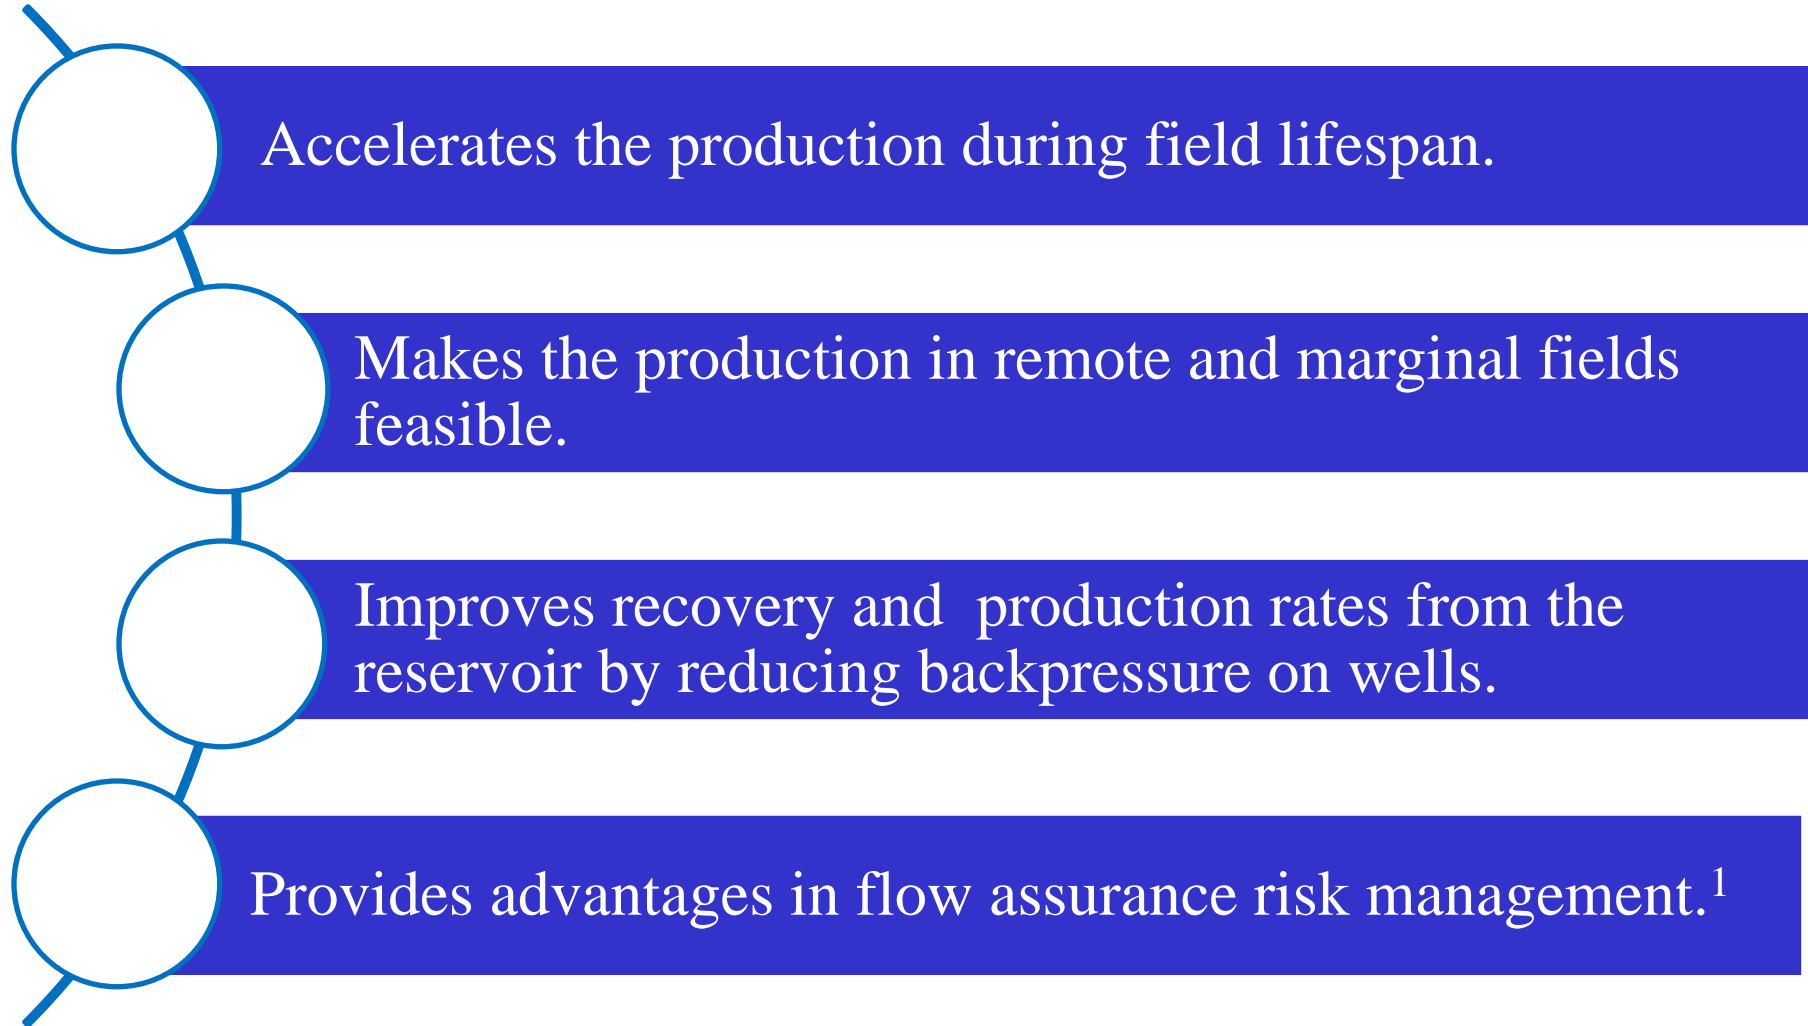 Accelerates the production during field lifespan.
Makes the production in remote and marginal fields
feasible.
Improves recovery and  production rates from the
reservoir by reducing backpressure on wells.
Provides advantages in flow assurance risk management.¹